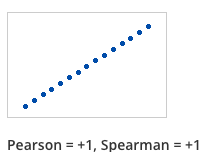 Pearson = +1, Spearman = +1